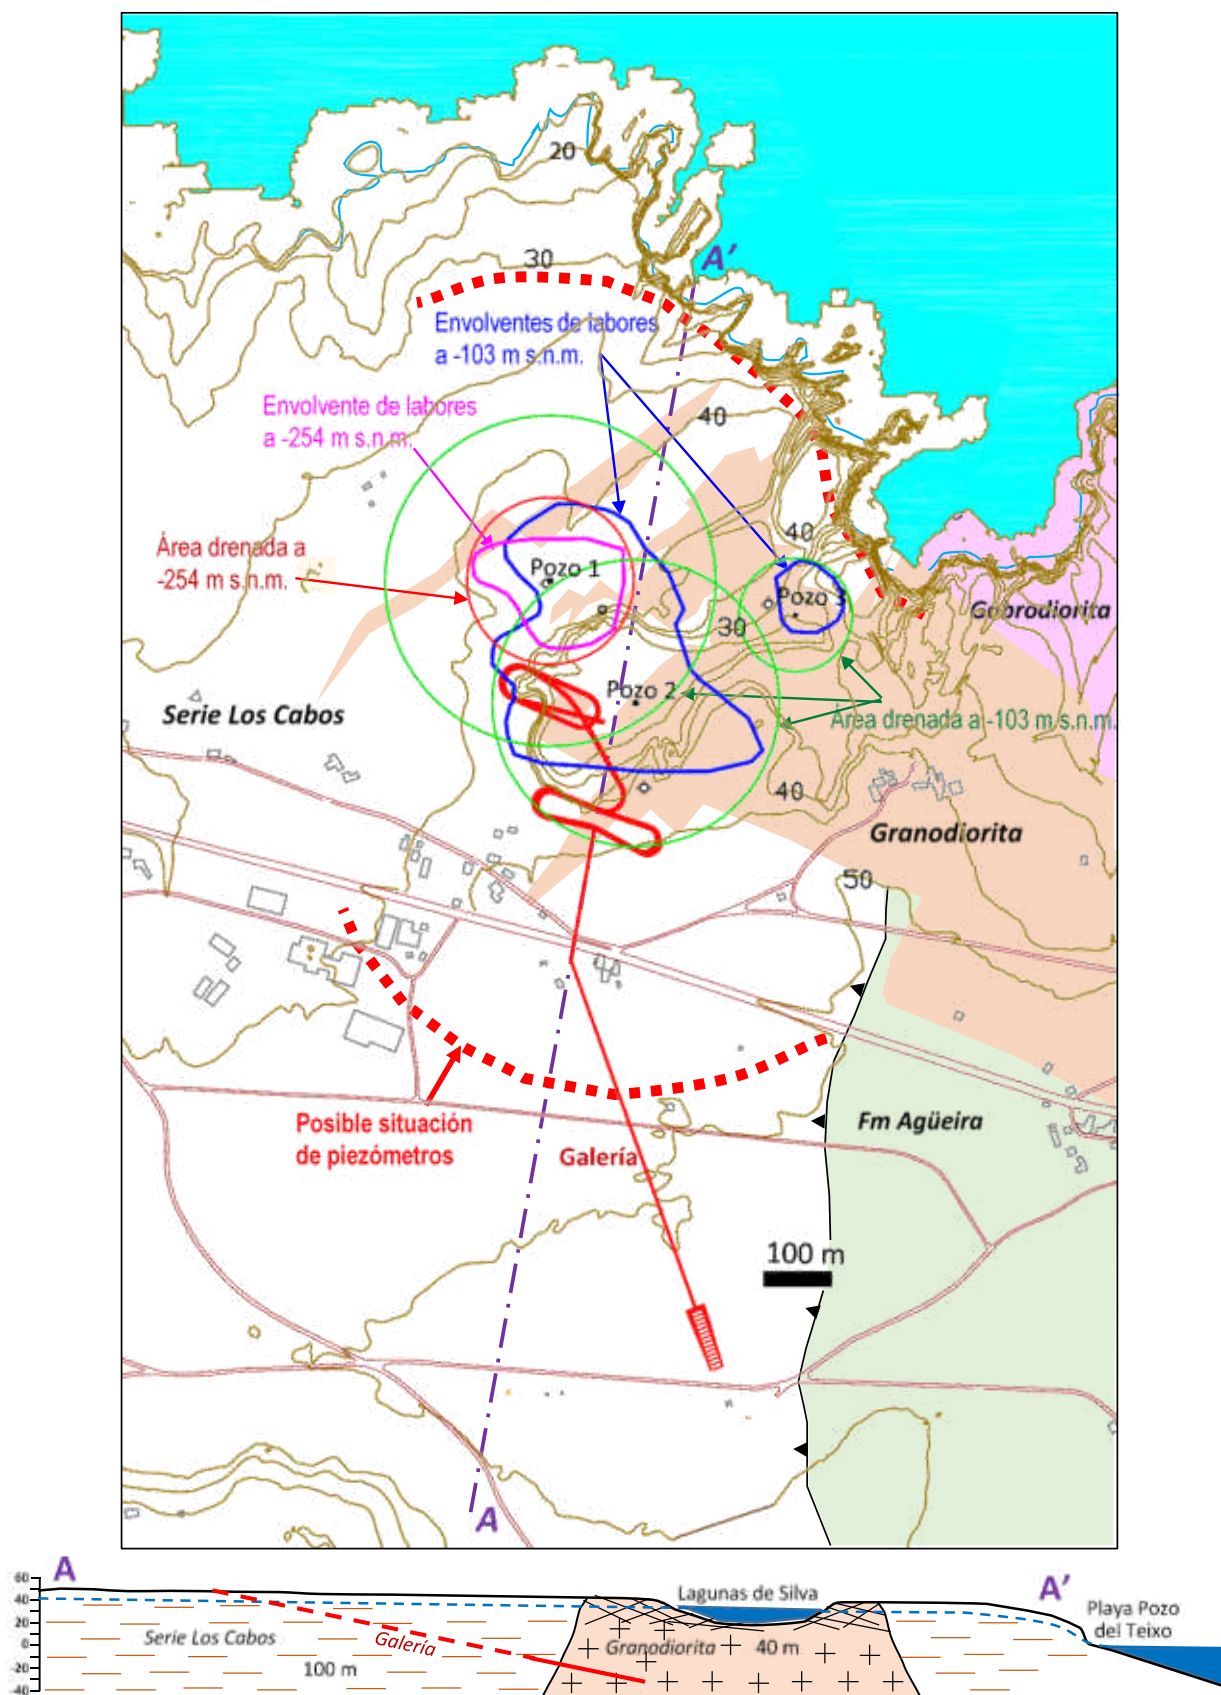 20
30
A'
Envolventes de labores
a -103 m s.n.m.
Envolvente de labores
a -254 m s.n.m.
40
40
Área drenada a
-254 m s.n.m.
Pozo 1
Pozo 3
Gabrodiorita
30
Pozo 2
Serie Los Cabos
Área drenada a -103 m s.n.m.
40
Granodiorita
50
Posible situación
de piezómetros
Galería
Fm Agüeira
100 m
A
A
A'
60
40
20
0
-20
-40
Lagunas de Silva
Playa Pozo
del Teixo
Serie Los Cabos
Galería
Granodiorita
40 m
100 m